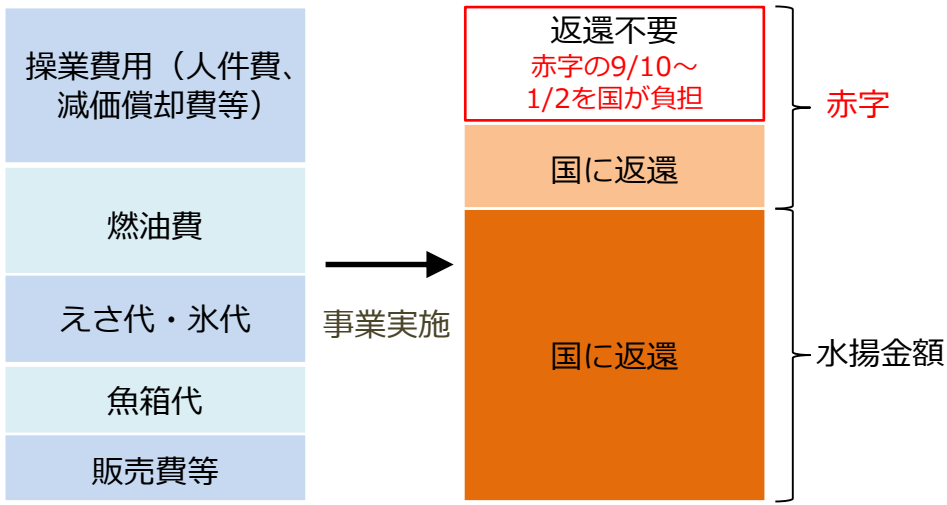 操業費用（人件費、
減価償却費等）
燃油費
えさ代・氷代
魚箱代
販売費等
事業実施
返還不要
赤字の9/10～
1/2を国が負担
国に返還
国に返還
赤字
水揚金額